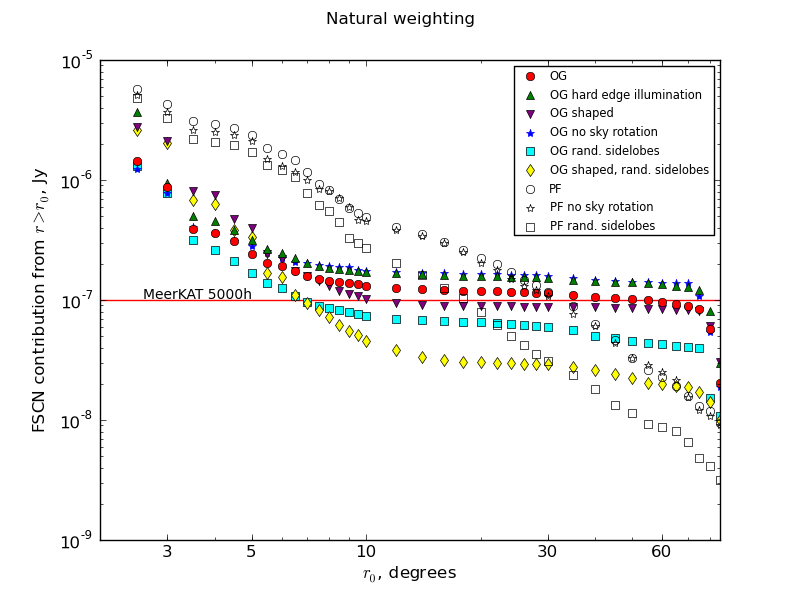 Natural weighting
10^-5
10^-6
10^-7
10^-8
10^-9
FSCN contribution from r>r_0, Jy
OG
OG hard edge illumination
OG shaped
OG no sky rotation
OG rand. sidelobes
OG shaped, rand. sidelobes
PF
PF no sky rotation
PF rand. sidelobes
MeerKAT 5000h
3 5 10 30 60
r_0, degrees